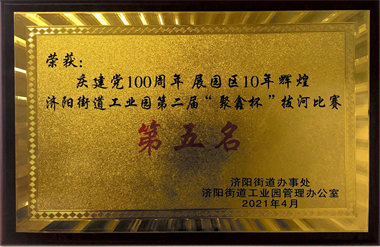 荣获：
庆建党100周年 展园区10年辉煌
济阳街道工业园第二届“聚鑫杯”拔河比赛
第五名
济阳街道办事处
济阳街道工业园管理办公室
2021年4月